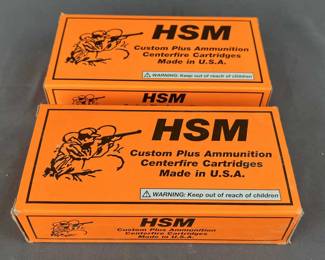 HSM
Custom Plus Ammunition
Centerfire Cartridges
Made in U.S.A.
⚠ WARNING: Keep out of reach of children
HSM
Custom Plus Ammunition
Centerfire Cartridges
Made in U.S.A.
⚠ WARNING: Keep out of reach of children
HSM
Custom Plus Ammunition
Centerfire Cartridges
Made in U.S.A.